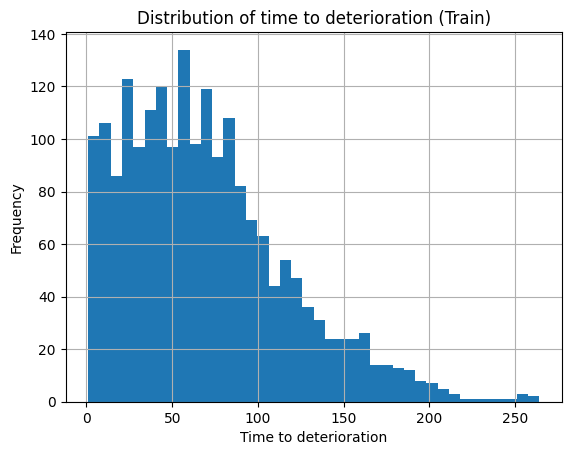 Distribution of time to deterioration (Train)
140
120
100
80
60
40
20
0
Frequency
0 50 100 150 200 250
Time to deterioration